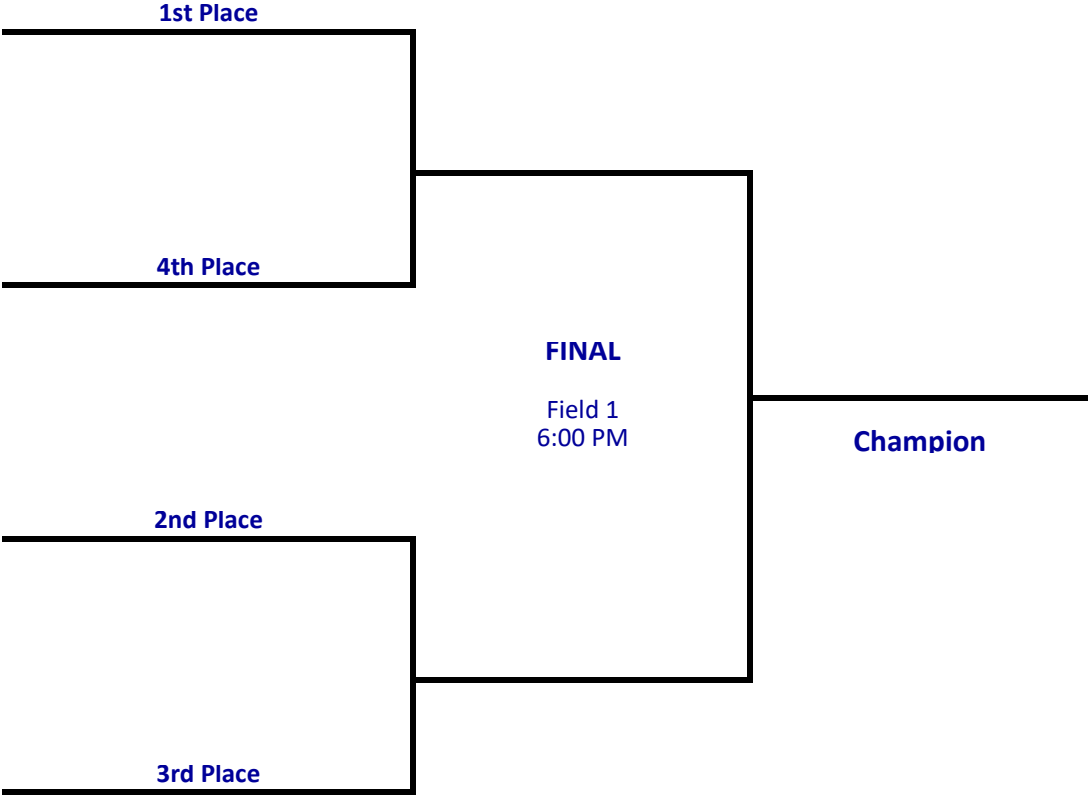 1st Place
4th Place
FINAL
Field 1
6:00 PM
Champion
2nd Place
3rd Place